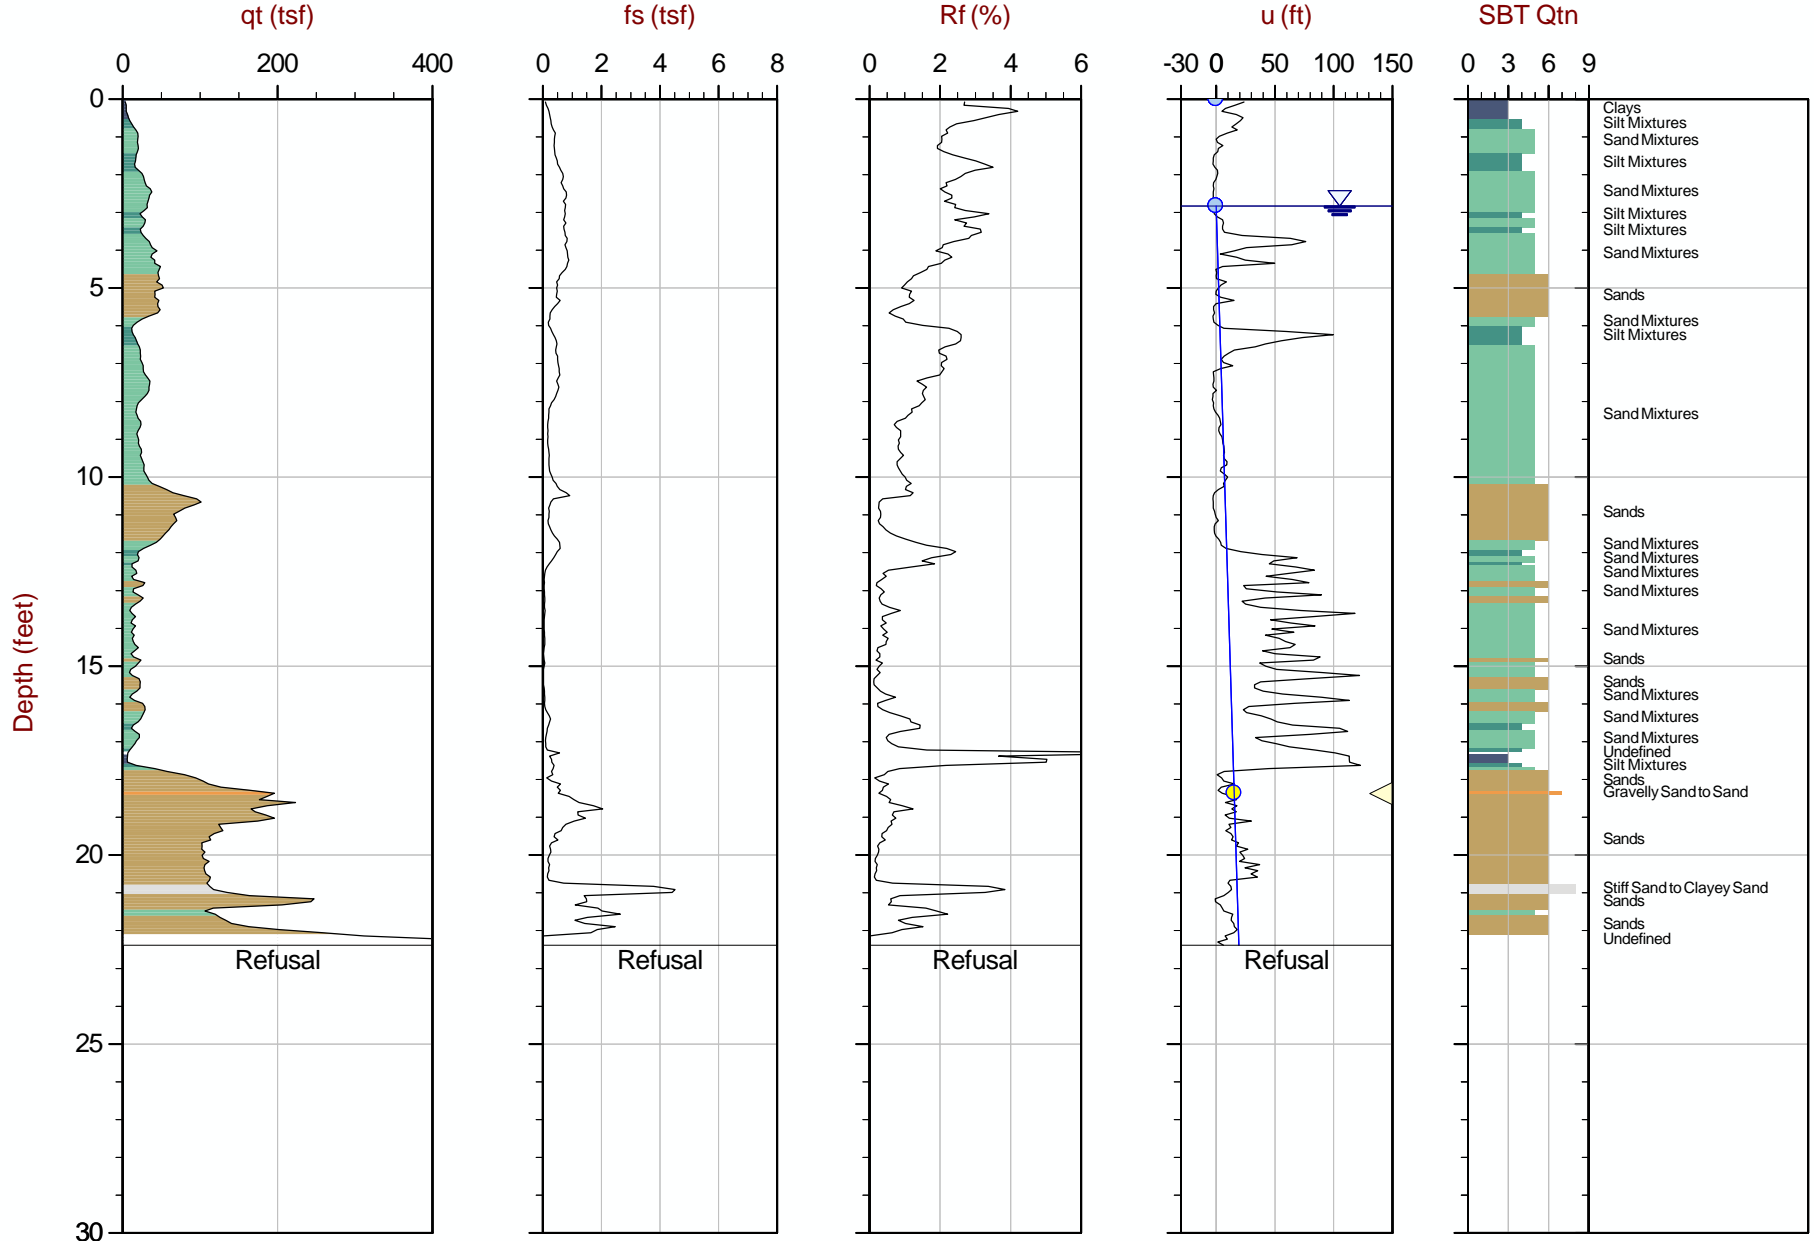 qt (tsf) fs (tsf) Rf (%) u (ft) SBT Qtn
0 200 400 0 2 4 6 8 0 2 4 6 -30 0 50 100 150 0 3 6 9
0
5
10
15
20
25
30
Depth (feet)
Clays
Silt Mixtures
Sand Mixtures
Silt Mixtures
Sand Mixtures
Silt Mixtures
Silt Mixtures
Sand Mixtures
Sands
Sand Mixtures
Silt Mixtures
Sand Mixtures
Sands
Sand Mixtures
Sand Mixtures
Sand Mixtures
Sand Mixtures
Sand Mixtures
Sands
Sands
Sand Mixtures
Sand Mixtures
Sand Mixtures
Undefined
Silt Mixtures
Sands
Gravelly Sand to Sand
Sands
Stiff Sand to Clayey Sand
Sands
Sands
Undefined
Refusal Refusal Refusal Refusal